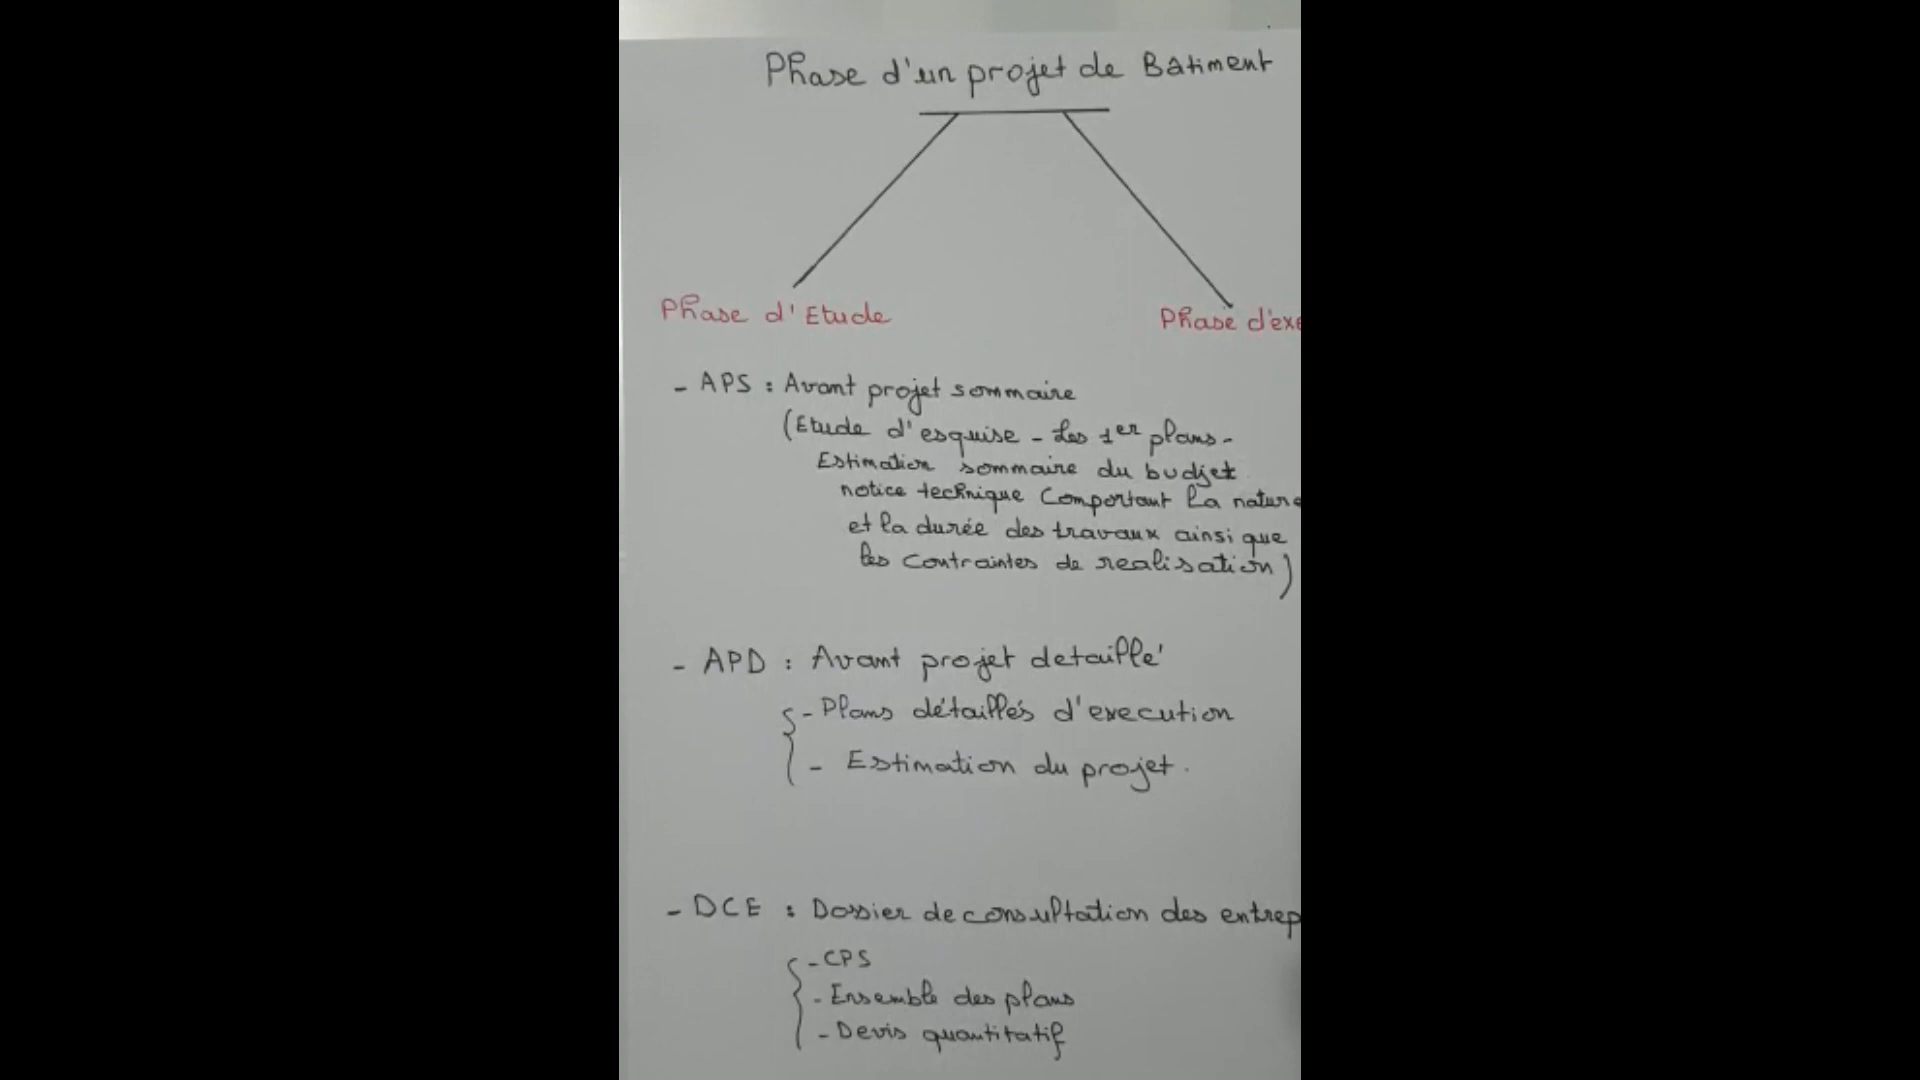 Phase d'un projet de Bâtiment
Phase d'Etude
Phase d'exe
- APS : Avant projet sommaire
(Etude d'esquise - Les 1er plans -
Estimation sommaire du budjet.
notice technique Comportant la nature
et la durée des travaux ainsi que
les contraintes de realisation)
- APD : Avant projet detaillé
- Plans détaillés d'execution
- Estimation du projet.
- DCE : Dossier de consultation des entrep
- CPS
- Ensemble des plans
- Devis quantitatif